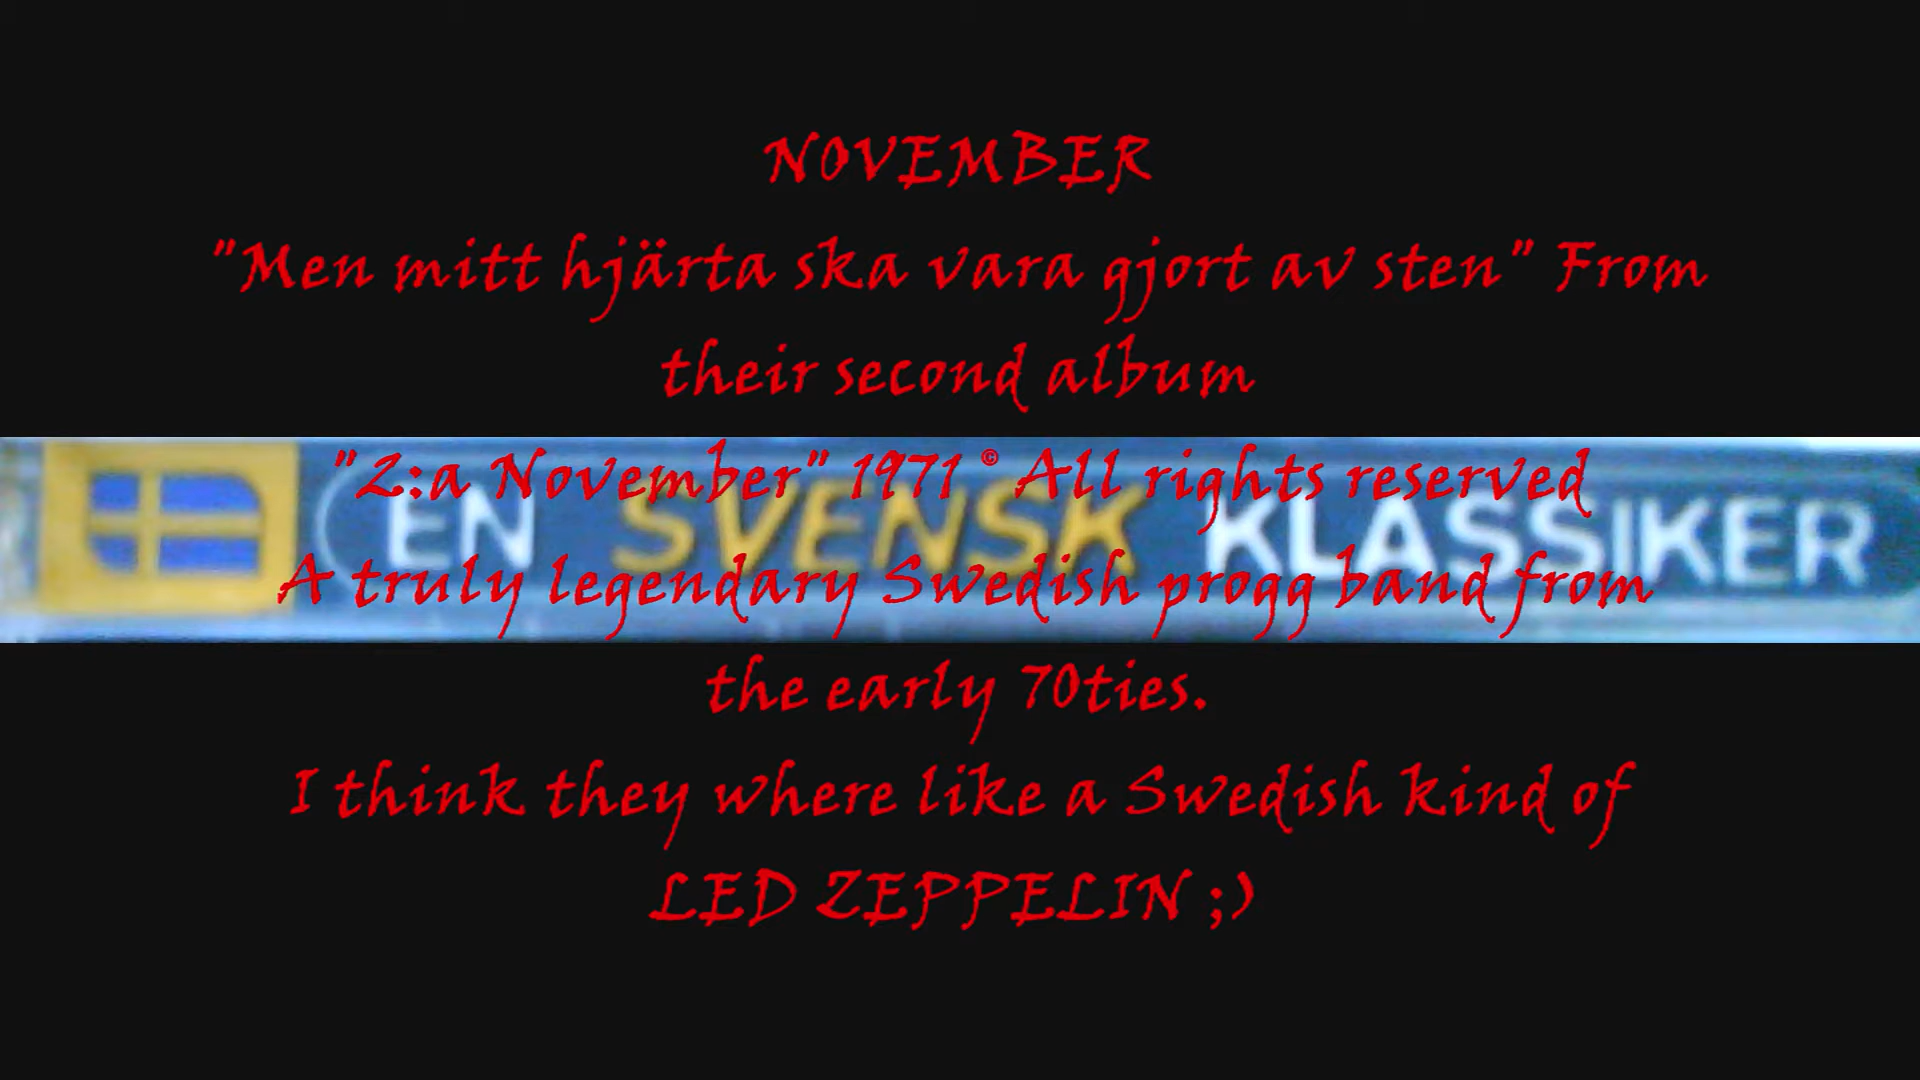 NOVEMBER
"Men mitt hjärta ska vara gjort av sten" From
their second album
"2:a November" 1971 © All rights reserved
EN SVENSK KLASSIKER
A truly legendary Swedish progg band from
the early 70ties.
I think they where like a Swedish kind of
LED ZEPPELIN ;)